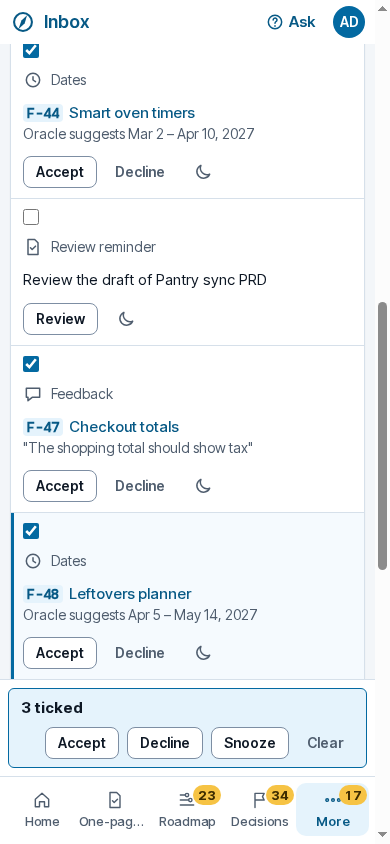 Inbox
Ask
AD
Dates
F-44 Smart oven timers
Oracle suggests Mar 2 – Apr 10, 2027
Accept Decline
Review reminder
Review the draft of Pantry sync PRD
Review
Feedback
F-47 Checkout totals
"The shopping total should show tax"
Accept Decline
Dates
F-48 Leftovers planner
Oracle suggests Apr 5 – May 14, 2027
Accept Decline
3 ticked
Accept Decline Snooze Clear
23 34 17
Home One-pag... Roadmap Decisions More